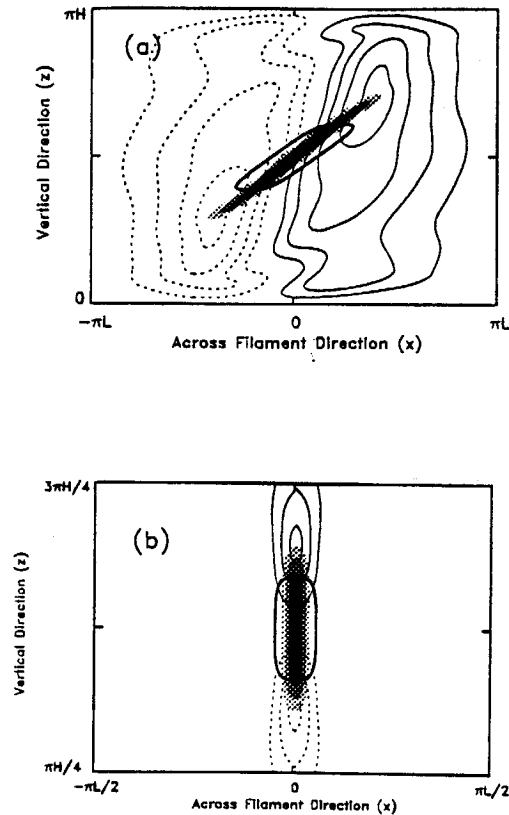 πH
(a)
Vertical Direction (z)
0
−πL
0
πL
Across Filament Direction (x)
3πH/4
(b)
Vertical Direction (z)
πH/4
−πL/2
0
πL/2
Across Filament Direction (x)